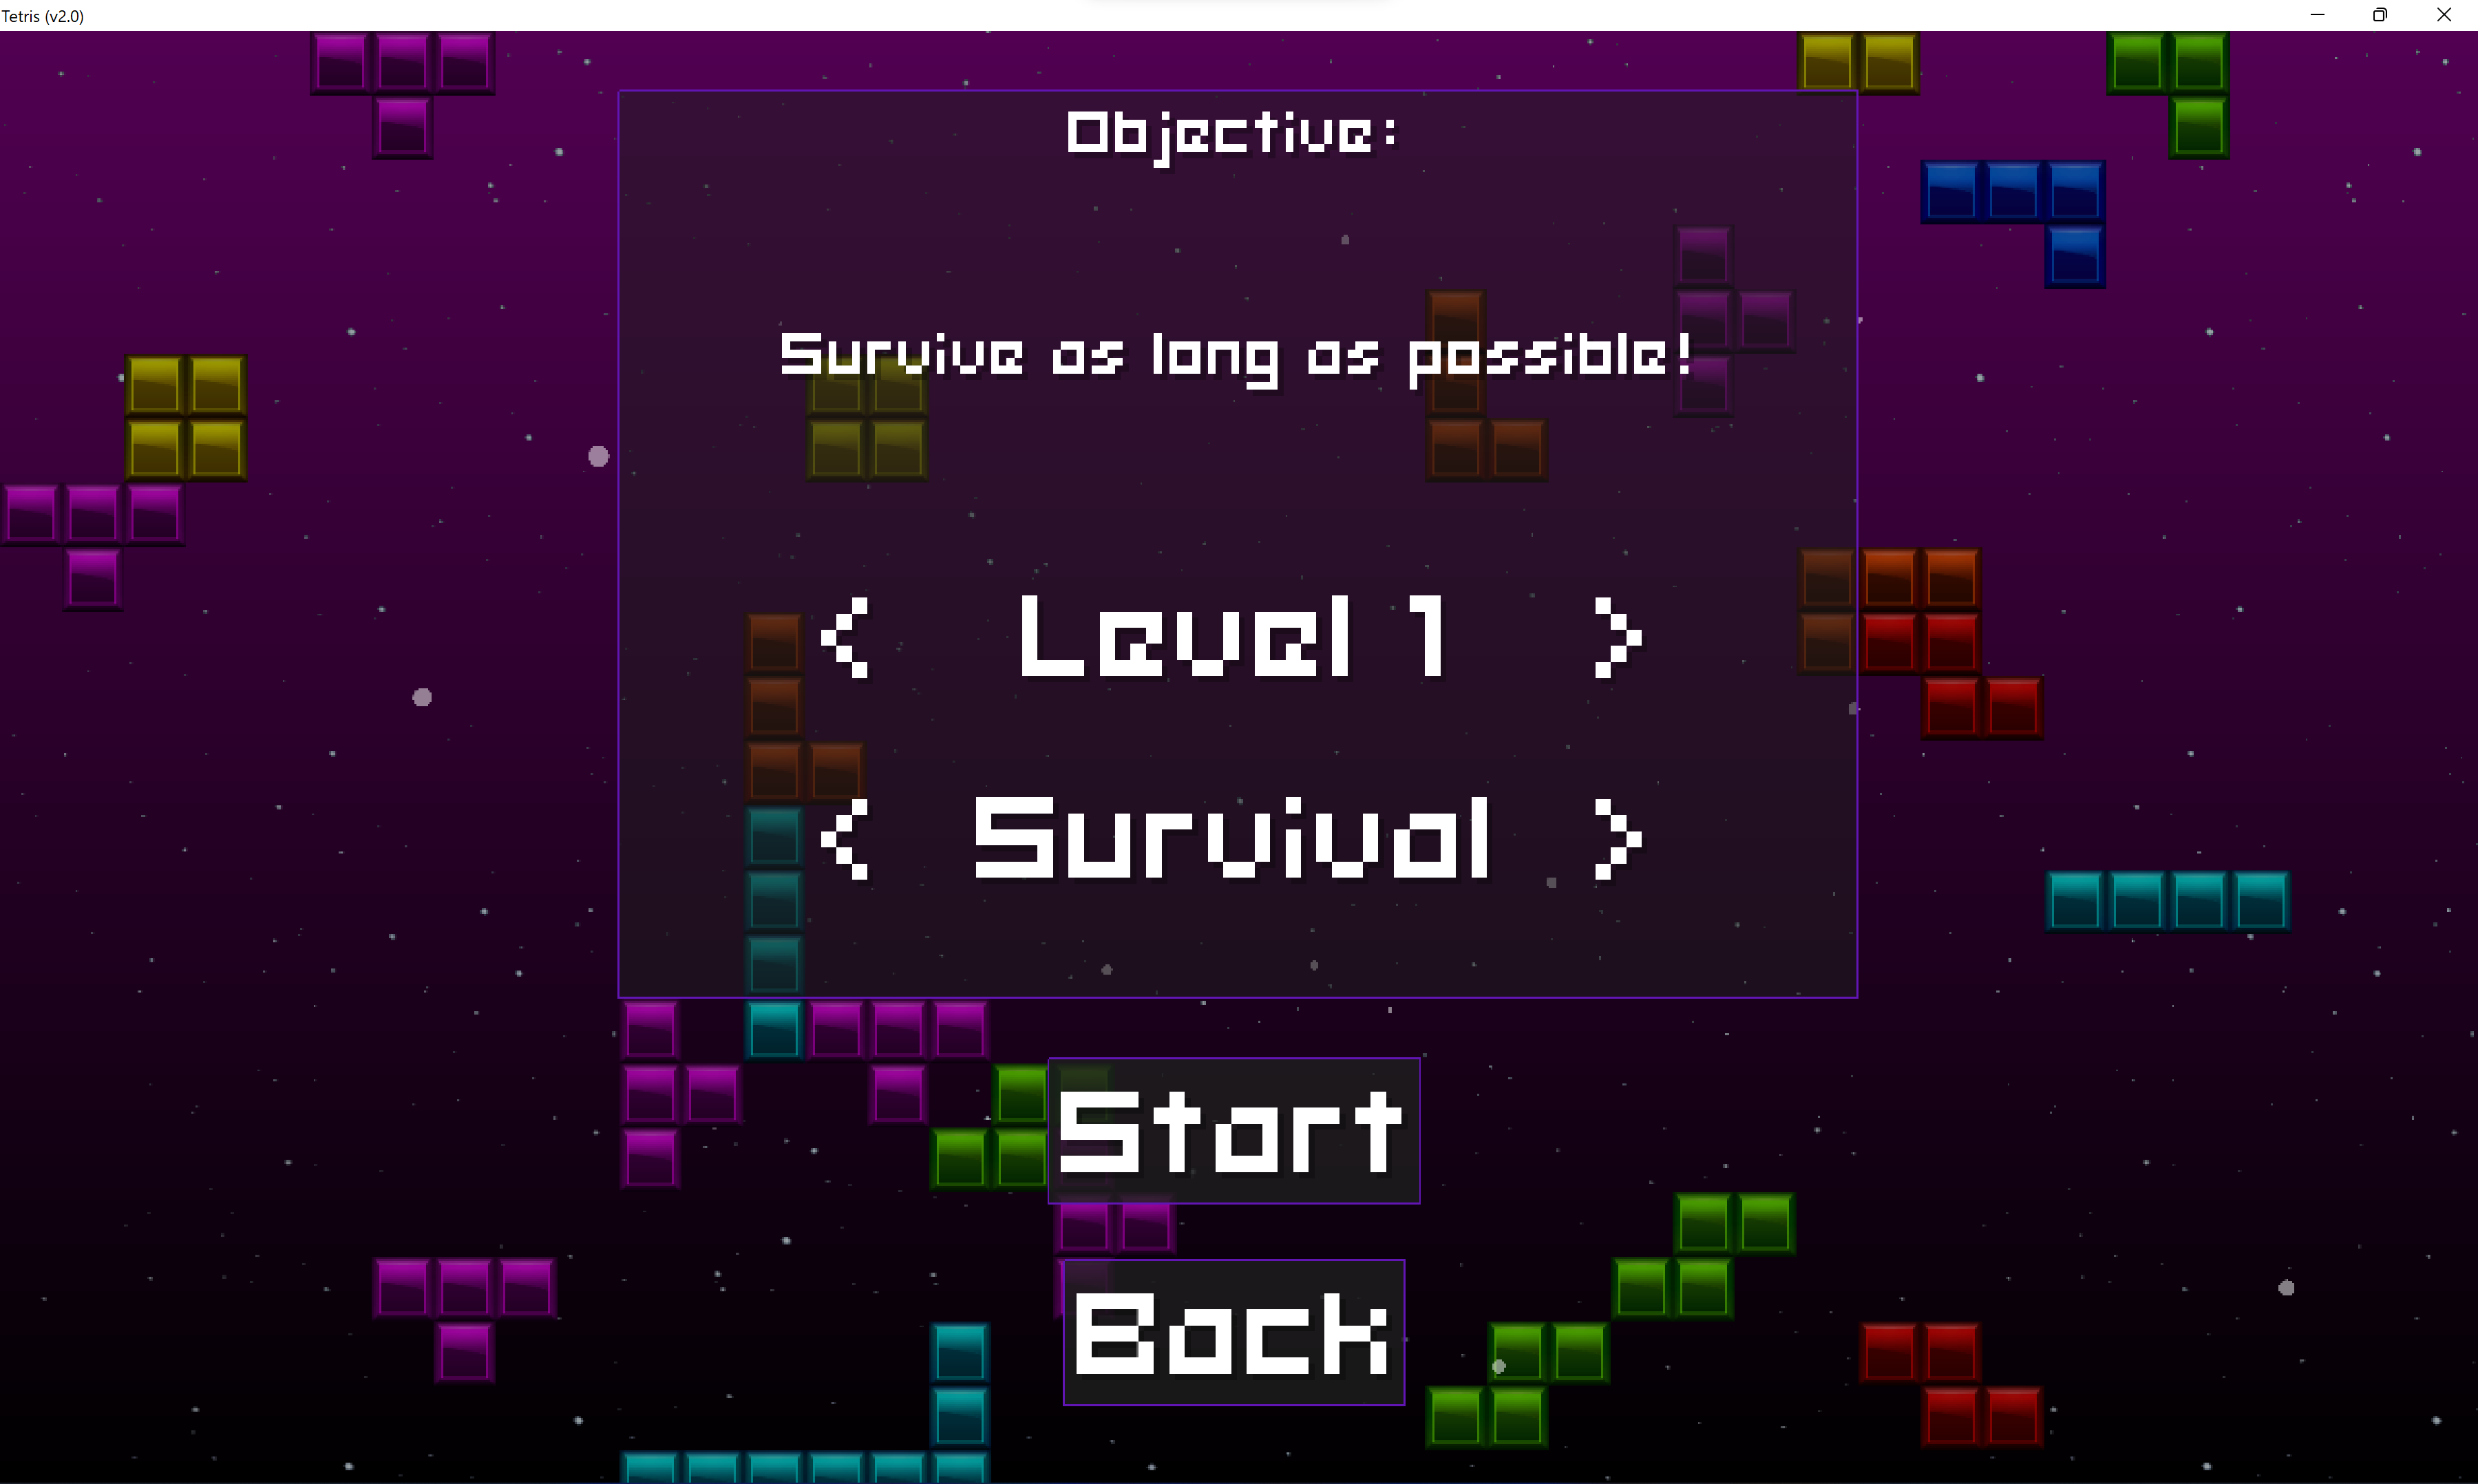 Tetris (v2.0)
Objective:
Survive as long as possible!
< Level 1 >
< Survival >
Start
Back